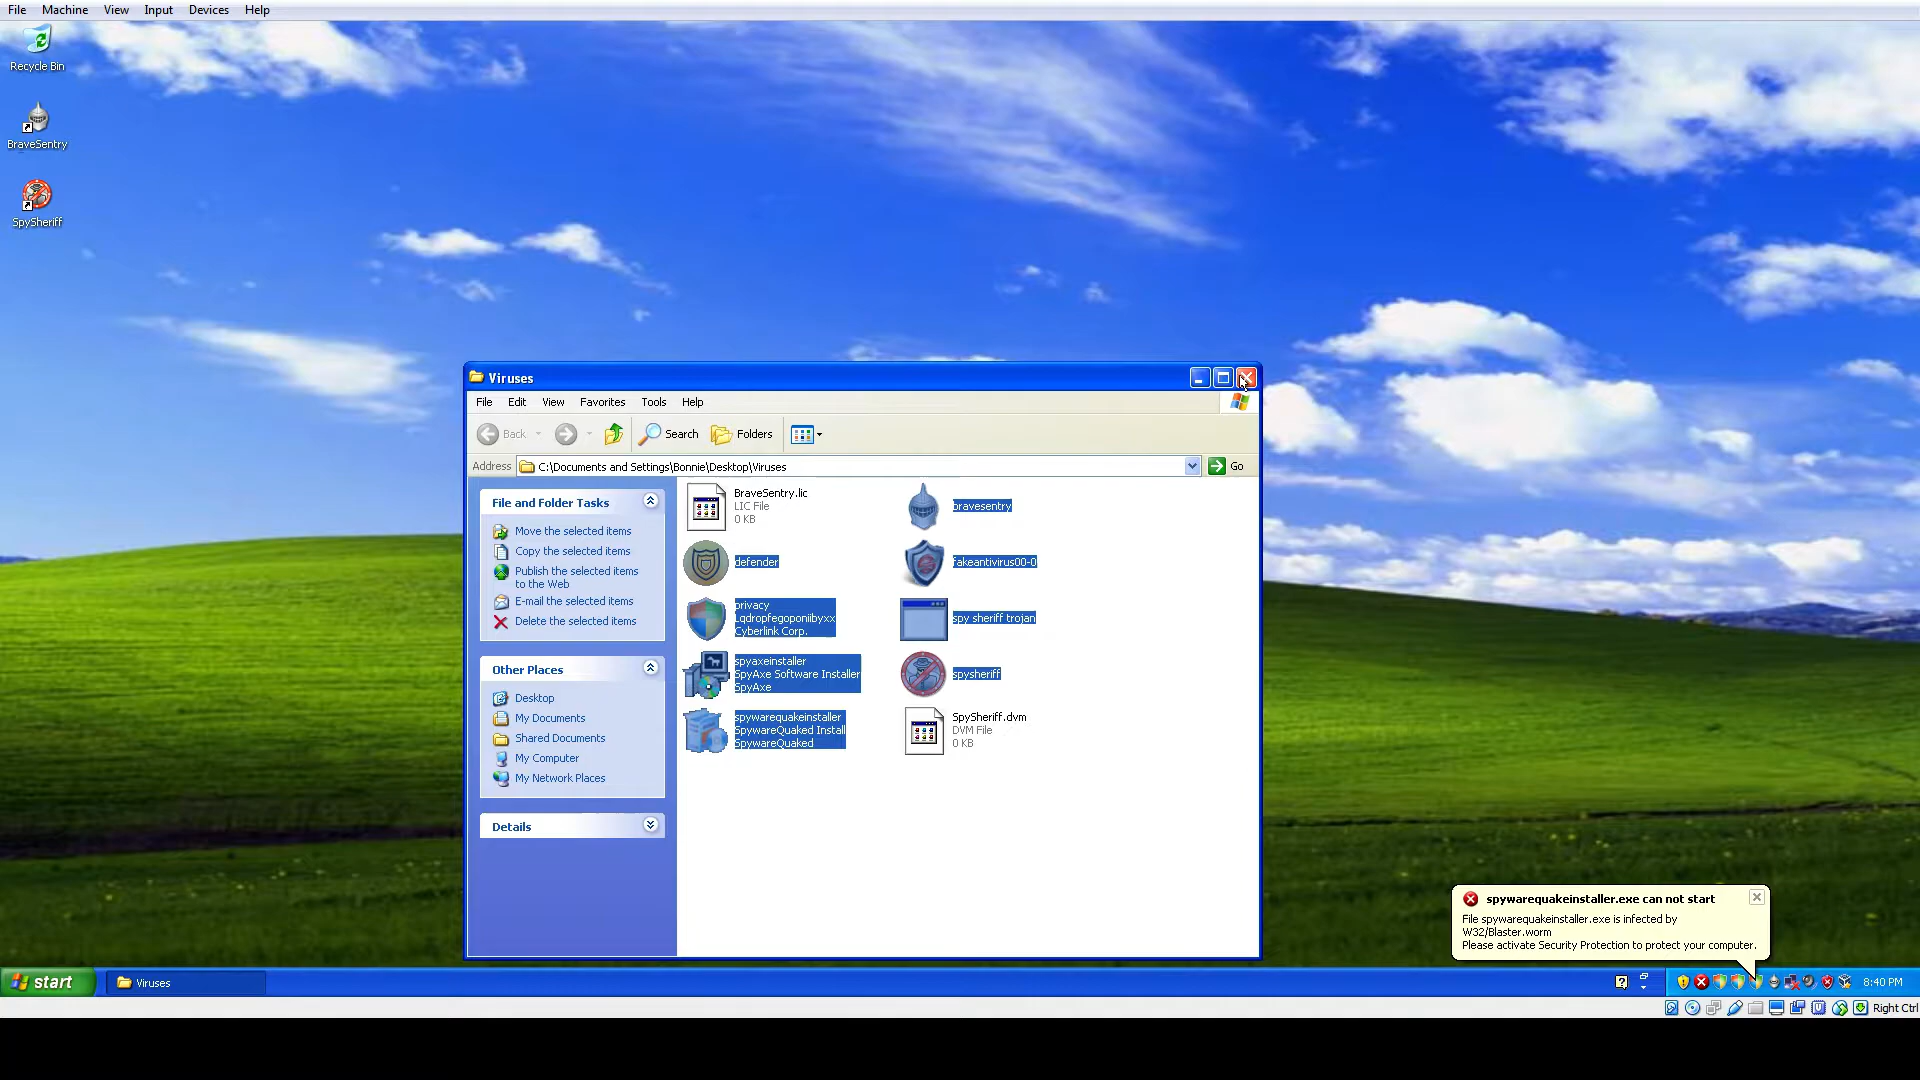 File Machine View Input Devices Help
Recycle Bin
BraveSentry
SpySheriff
Viruses
File Edit View Favorites Tools Help
Back Search Folders
Address C:\Documents and Settings\Bonnie\Desktop\Viruses Go
File and Folder Tasks
Move the selected items
Copy the selected items
Publish the selected items
to the Web
E-mail the selected items
Delete the selected items
Other Places
Desktop
My Documents
Shared Documents
My Computer
My Network Places
Details
BraveSentry.lic
LIC File
0 KB
bravesentry
defender
fakeantivirus00-0
privacy
Lqdropfegoponiibyxx
Cyberlink Corp.
spy sheriff trojan
spyaxeinstaller
SpyAxe Software Installer
SpyAxe
spysheriff
spywarequakeinstaller
SpywareQuaked Install
SpywareQuaked
SpySheriff.dvm
DVM File
0 KB
spywarequakeinstaller.exe can not start
File spywarequakeinstaller.exe is infected by
W32/Blaster.worm
Please activate Security Protection to protect your computer.
start Viruses 8:40 PM
Right Ctrl